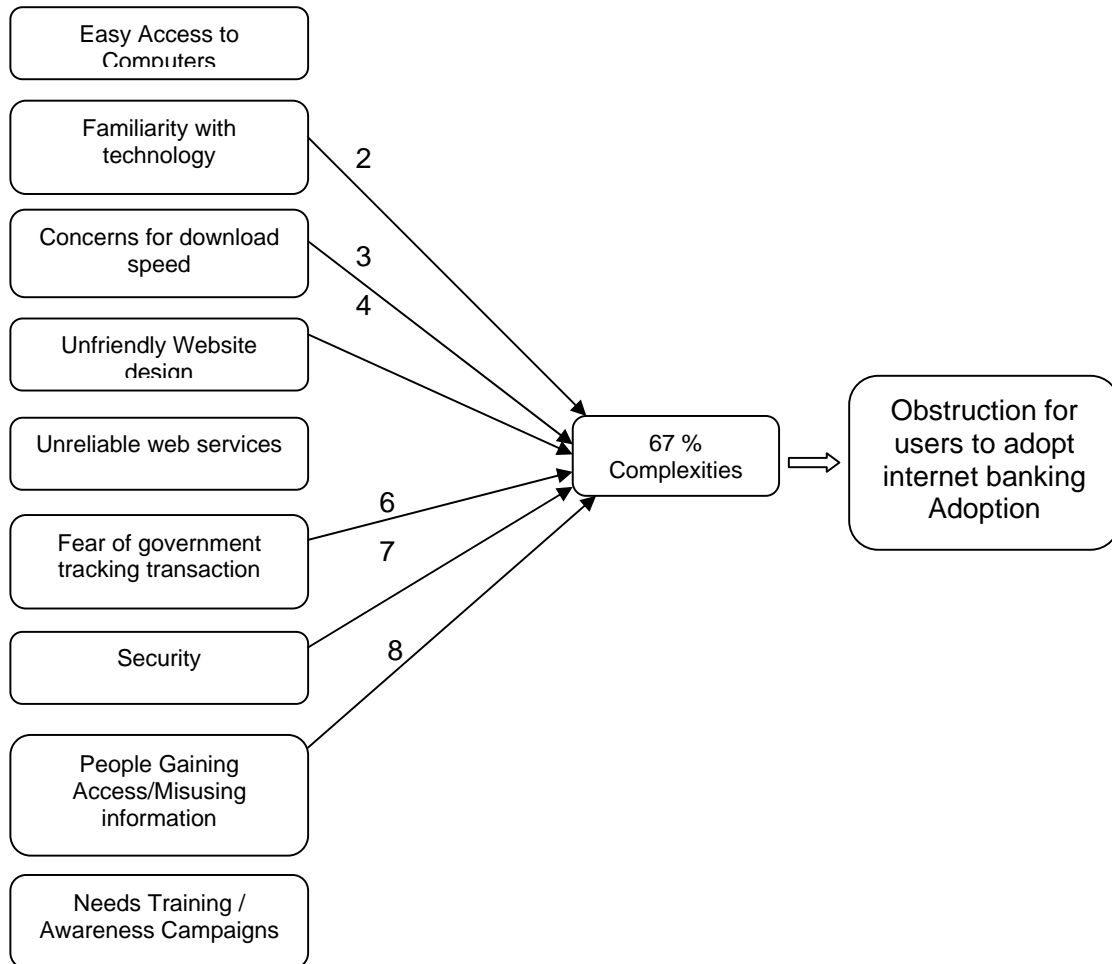 Easy Access to
Computers
Familiarity with
technology
2
Concerns for download
speed
3
4
Unfriendly Website
design
Unreliable web services
67 %
Complexities
Obstruction for
users to adopt
internet banking
Adoption
6
Fear of government
tracking transaction
7
Security
8
People Gaining
Access/Misusing
information
Needs Training /
Awareness Campaigns